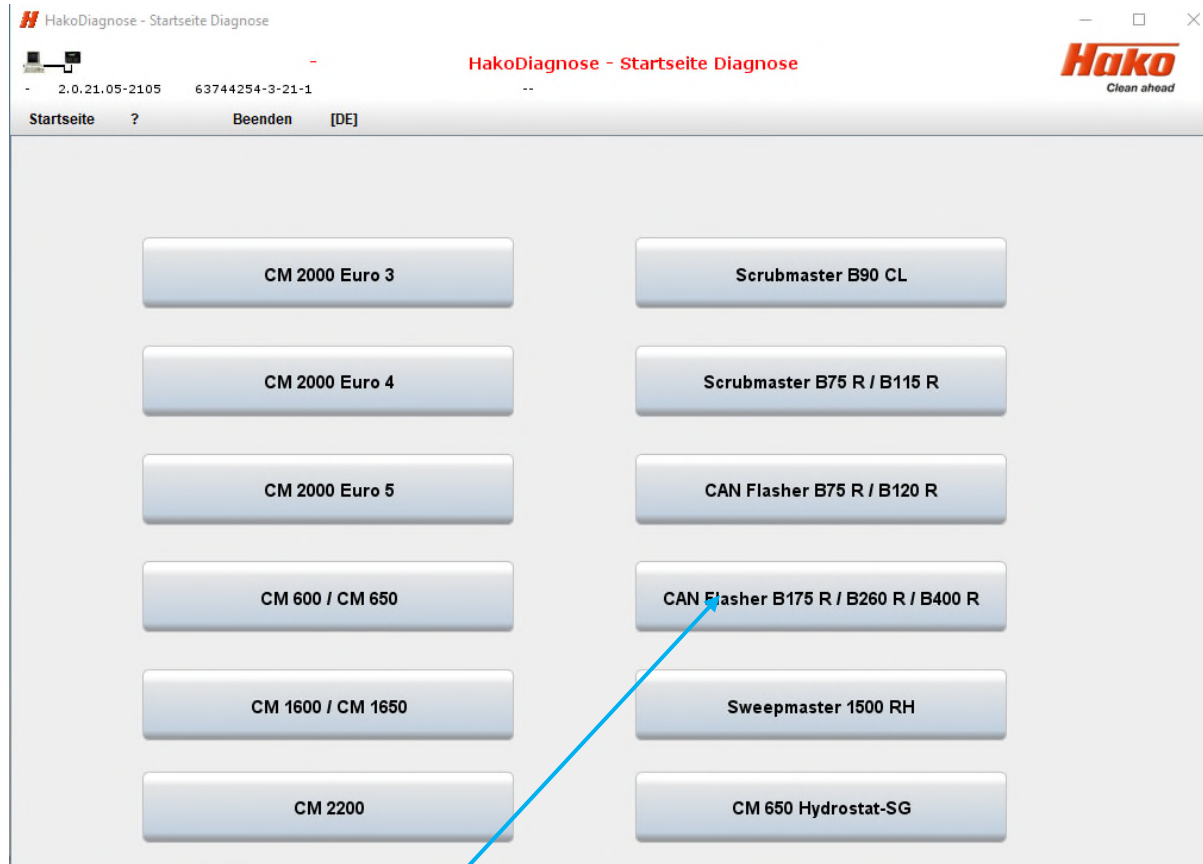 HakoDiagnose - Startseite Diagnose
- HakoDiagnose - Startseite Diagnose
Hako
Clean ahead
- 2.0.21.05-2105 63744254-3-21-1 --
Startseite ? Beenden [DE]
CM 2000 Euro 3
Scrubmaster B90 CL
CM 2000 Euro 4
Scrubmaster B75 R / B115 R
CM 2000 Euro 5
CAN Flasher B75 R / B120 R
CM 600 / CM 650
CAN Flasher B175 R / B260 R / B400 R
CM 1600 / CM 1650
Sweepmaster 1500 RH
CM 2200
CM 650 Hydrostat-SG